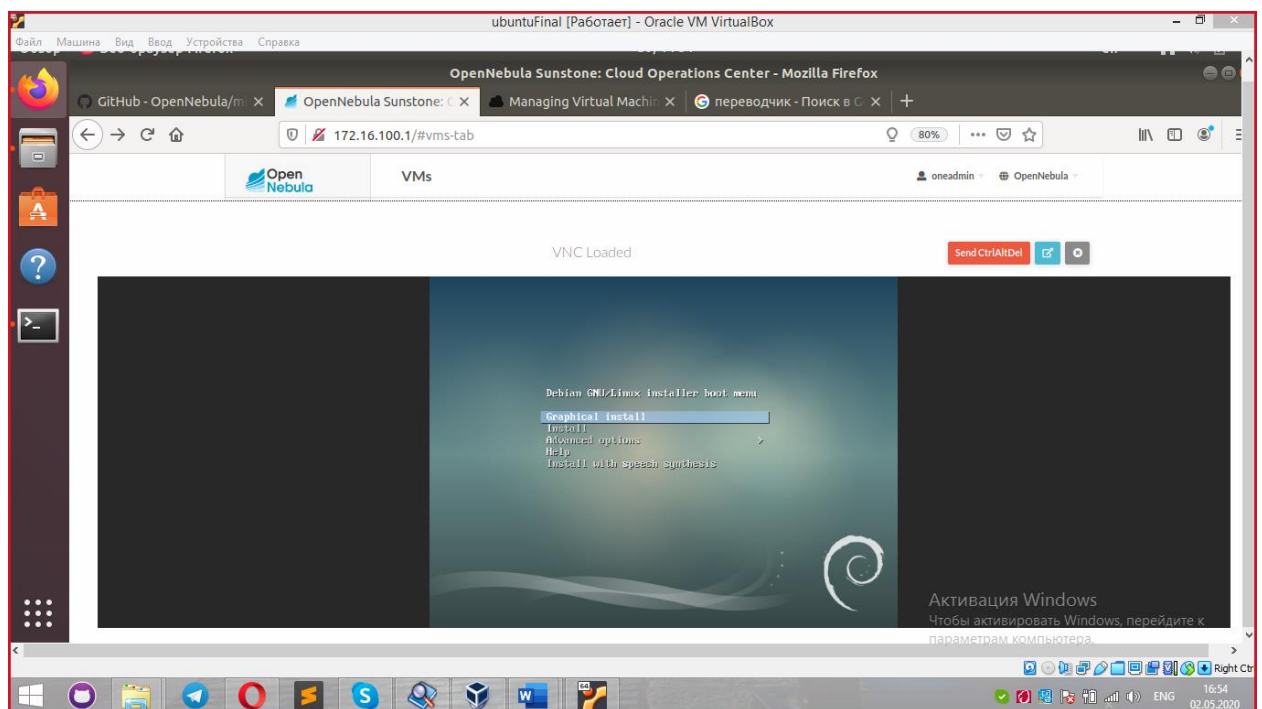 ubuntuFinal [Работает] - Oracle VM VirtualBox
Файл Машина Вид Ввод Устройства Справка
OpenNebula Sunstone: Cloud Operations Center - Mozilla Firefox
GitHub - OpenNebula/mi
OpenNebula Sunstone: C
Managing Virtual Machin
переводчик - Поиск в G
172.16.100.1/#vms-tab
80%
Open Nebula
VMs
oneadmin
OpenNebula
VNC Loaded
Send CtrlAltDel
Debian GNU/Linux installer boot menu
Graphical install
Install
Advanced options >
Help
Install with speech synthesis
Активация Windows
Чтобы активировать Windows, перейдите к
параметрам компьютера.
Right Ctr
64
ENG
16:54
02.05.2020